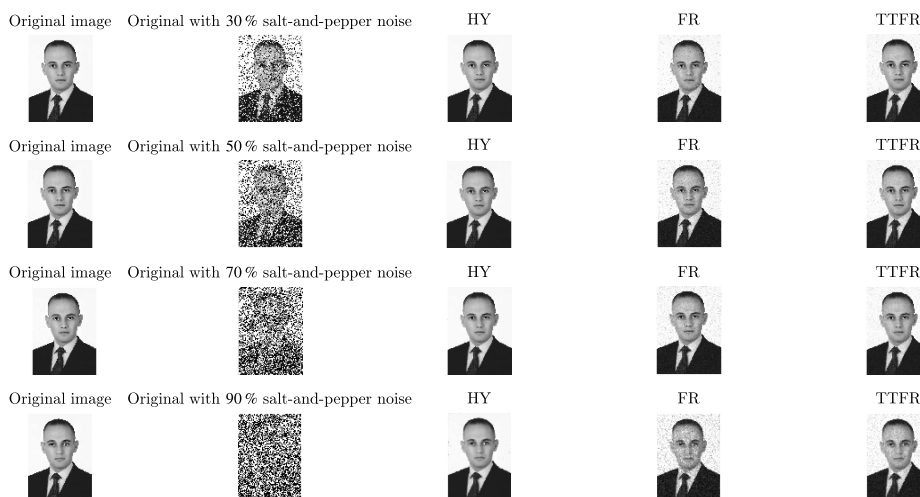 Original image Original with 30 % salt-and-pepper noise HY FR TTFR
Original image Original with 50 % salt-and-pepper noise HY FR TTFR
Original image Original with 70 % salt-and-pepper noise HY FR TTFR
Original image Original with 90 % salt-and-pepper noise HY FR TTFR